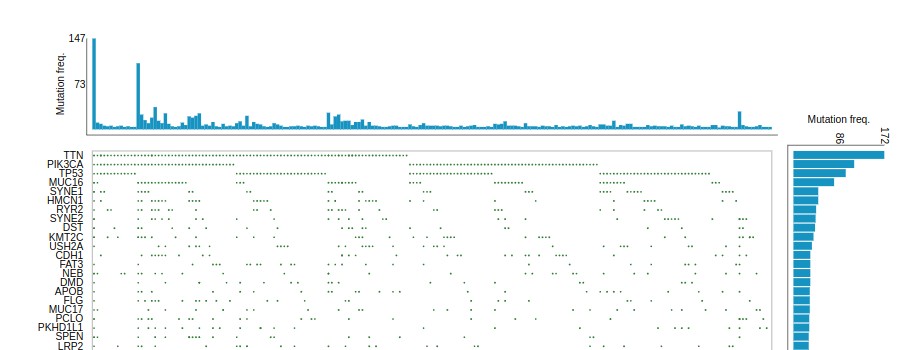 147
73
Mutation freq.
Mutation freq.
86
172
TTN
PIK3CA
TP53
MUC16
SYNE1
HMCN1
RYR2
SYNE2
DST
KMT2C
USH2A
CDH1
FAT3
NEB
DMD
APOB
FLG
MUC17
PCLO
PKHD1L1
SPEN
LRP2